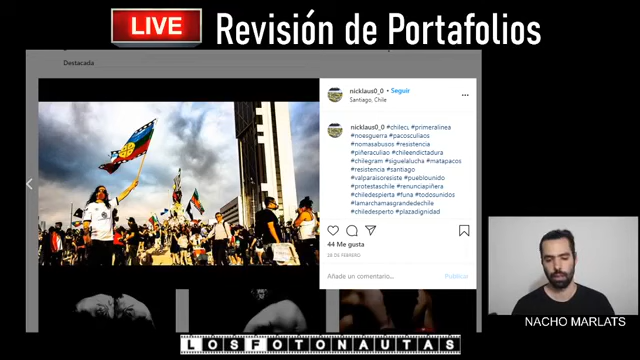 LIVE
Revisión de Portafolios
Destacada
nicklaus0_0 • Seguir
Santiago, Chile
...
nicklaus0_0 #chileci, #primeralinea
#noesguerra #pacosculiaos
#nomasabusos #resistencia
#piñeraculiao #chileendictadura
#chilegram #siguelalucha #matapacos
#resistencia #santiago
#valparaisoresiste #pueblounido
#protestaschile #renunciapiñera
#chiledespierta #funa #todosunidos
#lamarchamasgrandedechile
#chiledesperto #plazadignidad
44 Me gusta
28 DE FEBRERO
Añade un comentario...
Publicar
NACHO MARLATS
LOSFOTONAUTAS